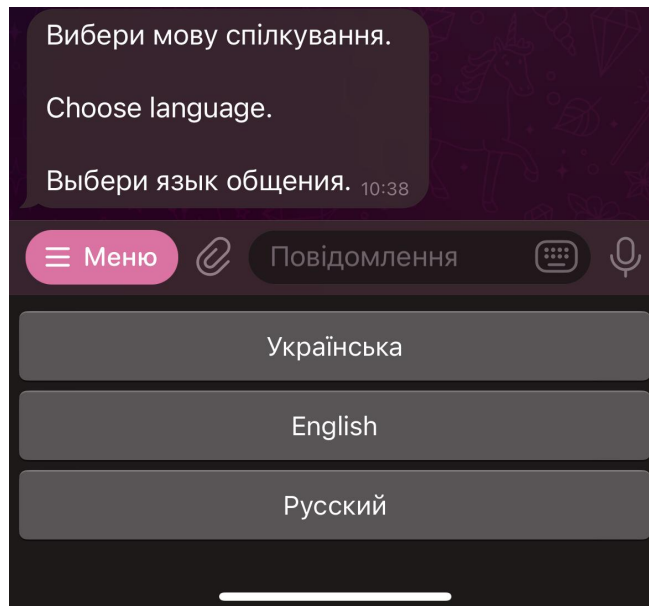 Вибери мову спілкування.
Choose language.
Выбери язык общения. 10:38
Меню
Повідомлення
Українська
English
Русский